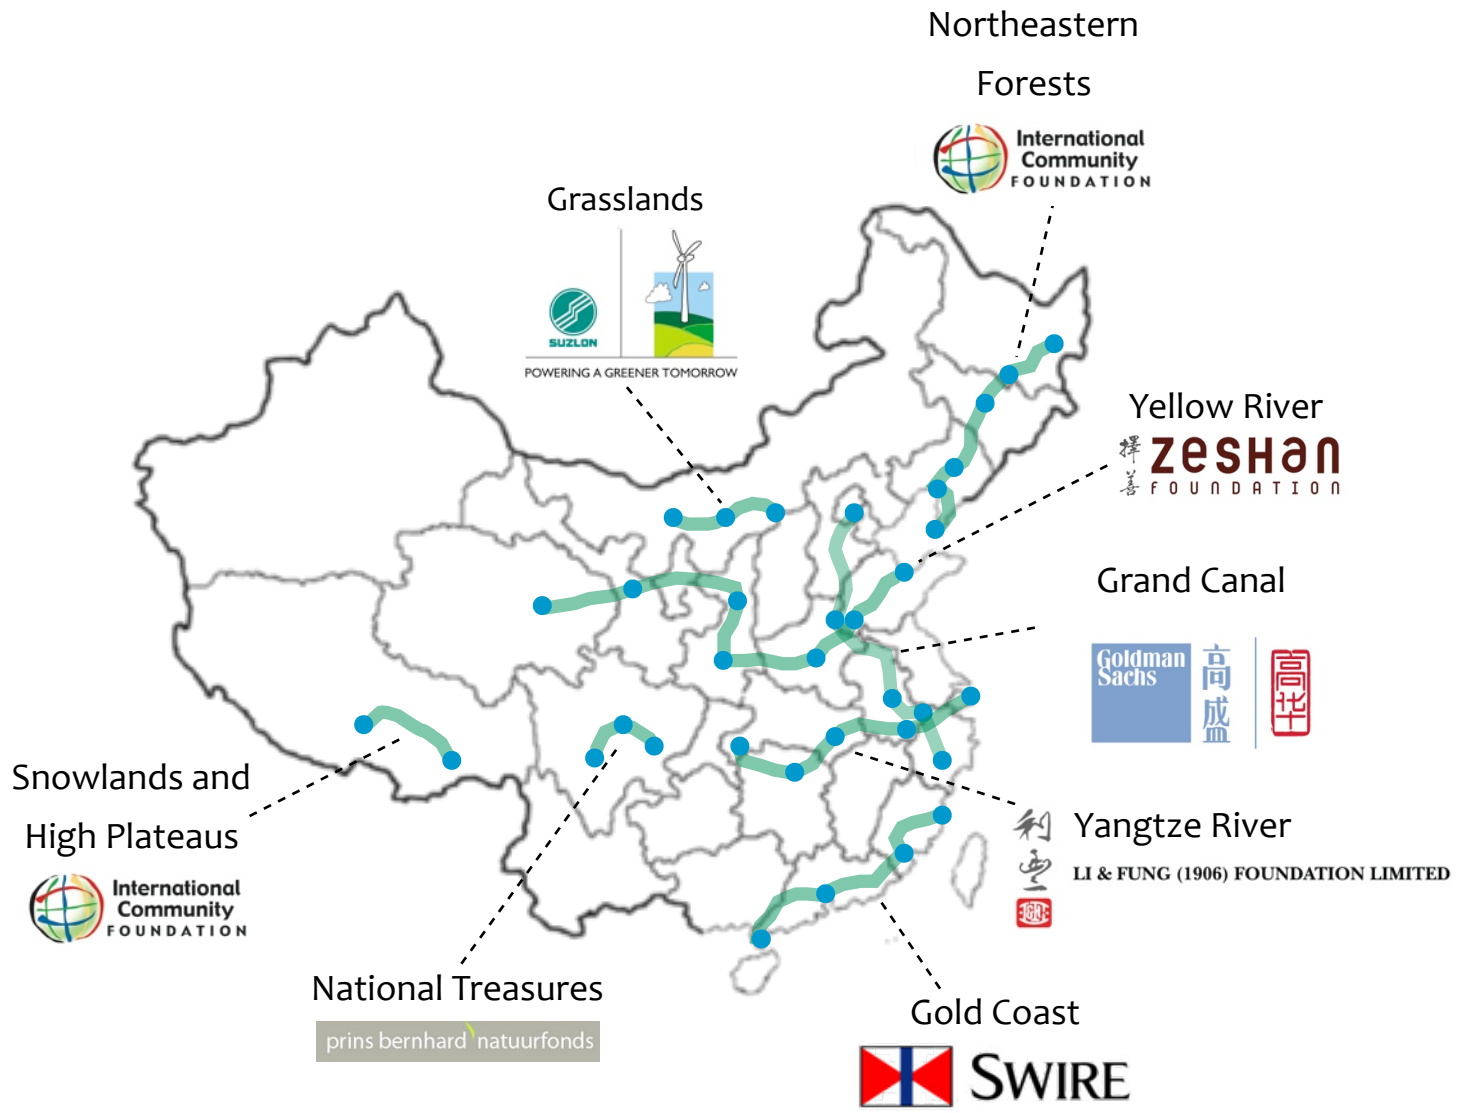 Northeastern
Forests
International
Community
FOUNDATION
Grasslands
SUZLON
POWERING A GREENER TOMORROW
Yellow River
擇善
ZESHAN
FOUNDATION
Grand Canal
Goldman
Sachs
高盛
高华
Snowlands and
High Plateaus
International
Community
FOUNDATION
Yangtze River
利豐
LI & FUNG (1906) FOUNDATION LIMITED
National Treasures
prins bernhard natuurfonds
Gold Coast
SWIRE